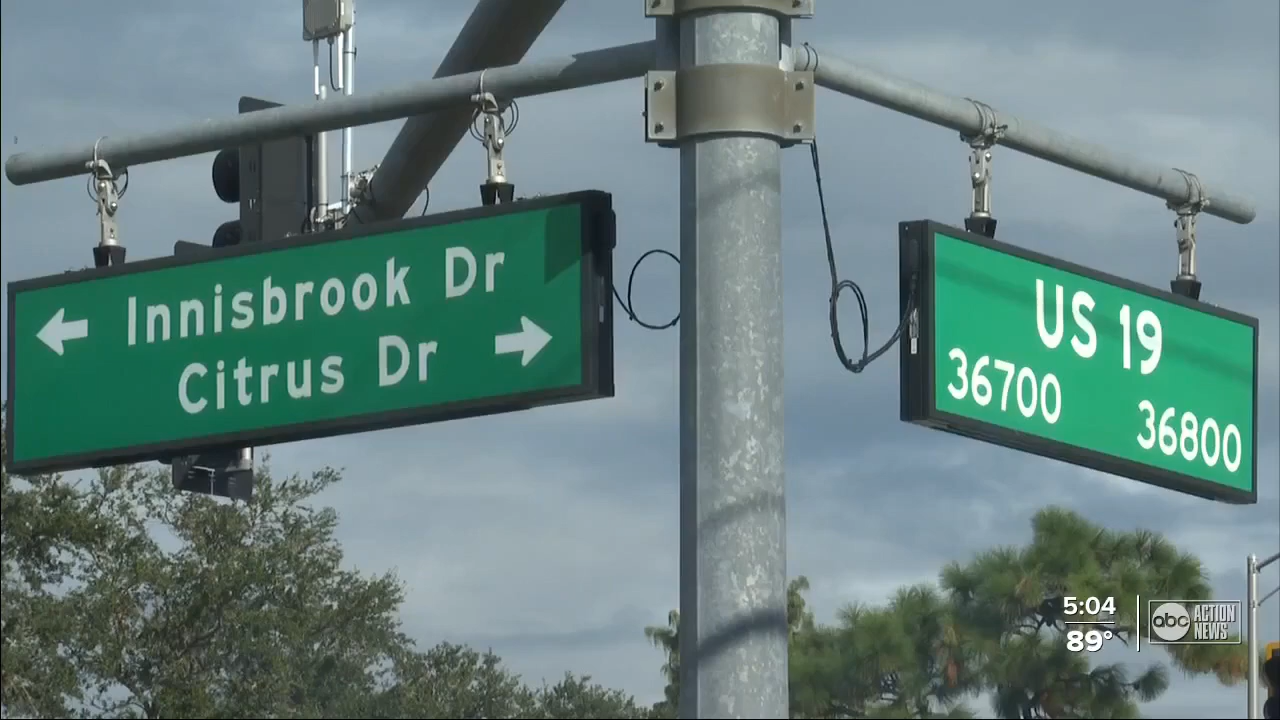 Innisbrook Dr
Citrus Dr
US 19
36700 36800
5:04
89°
abc ACTION NEWS